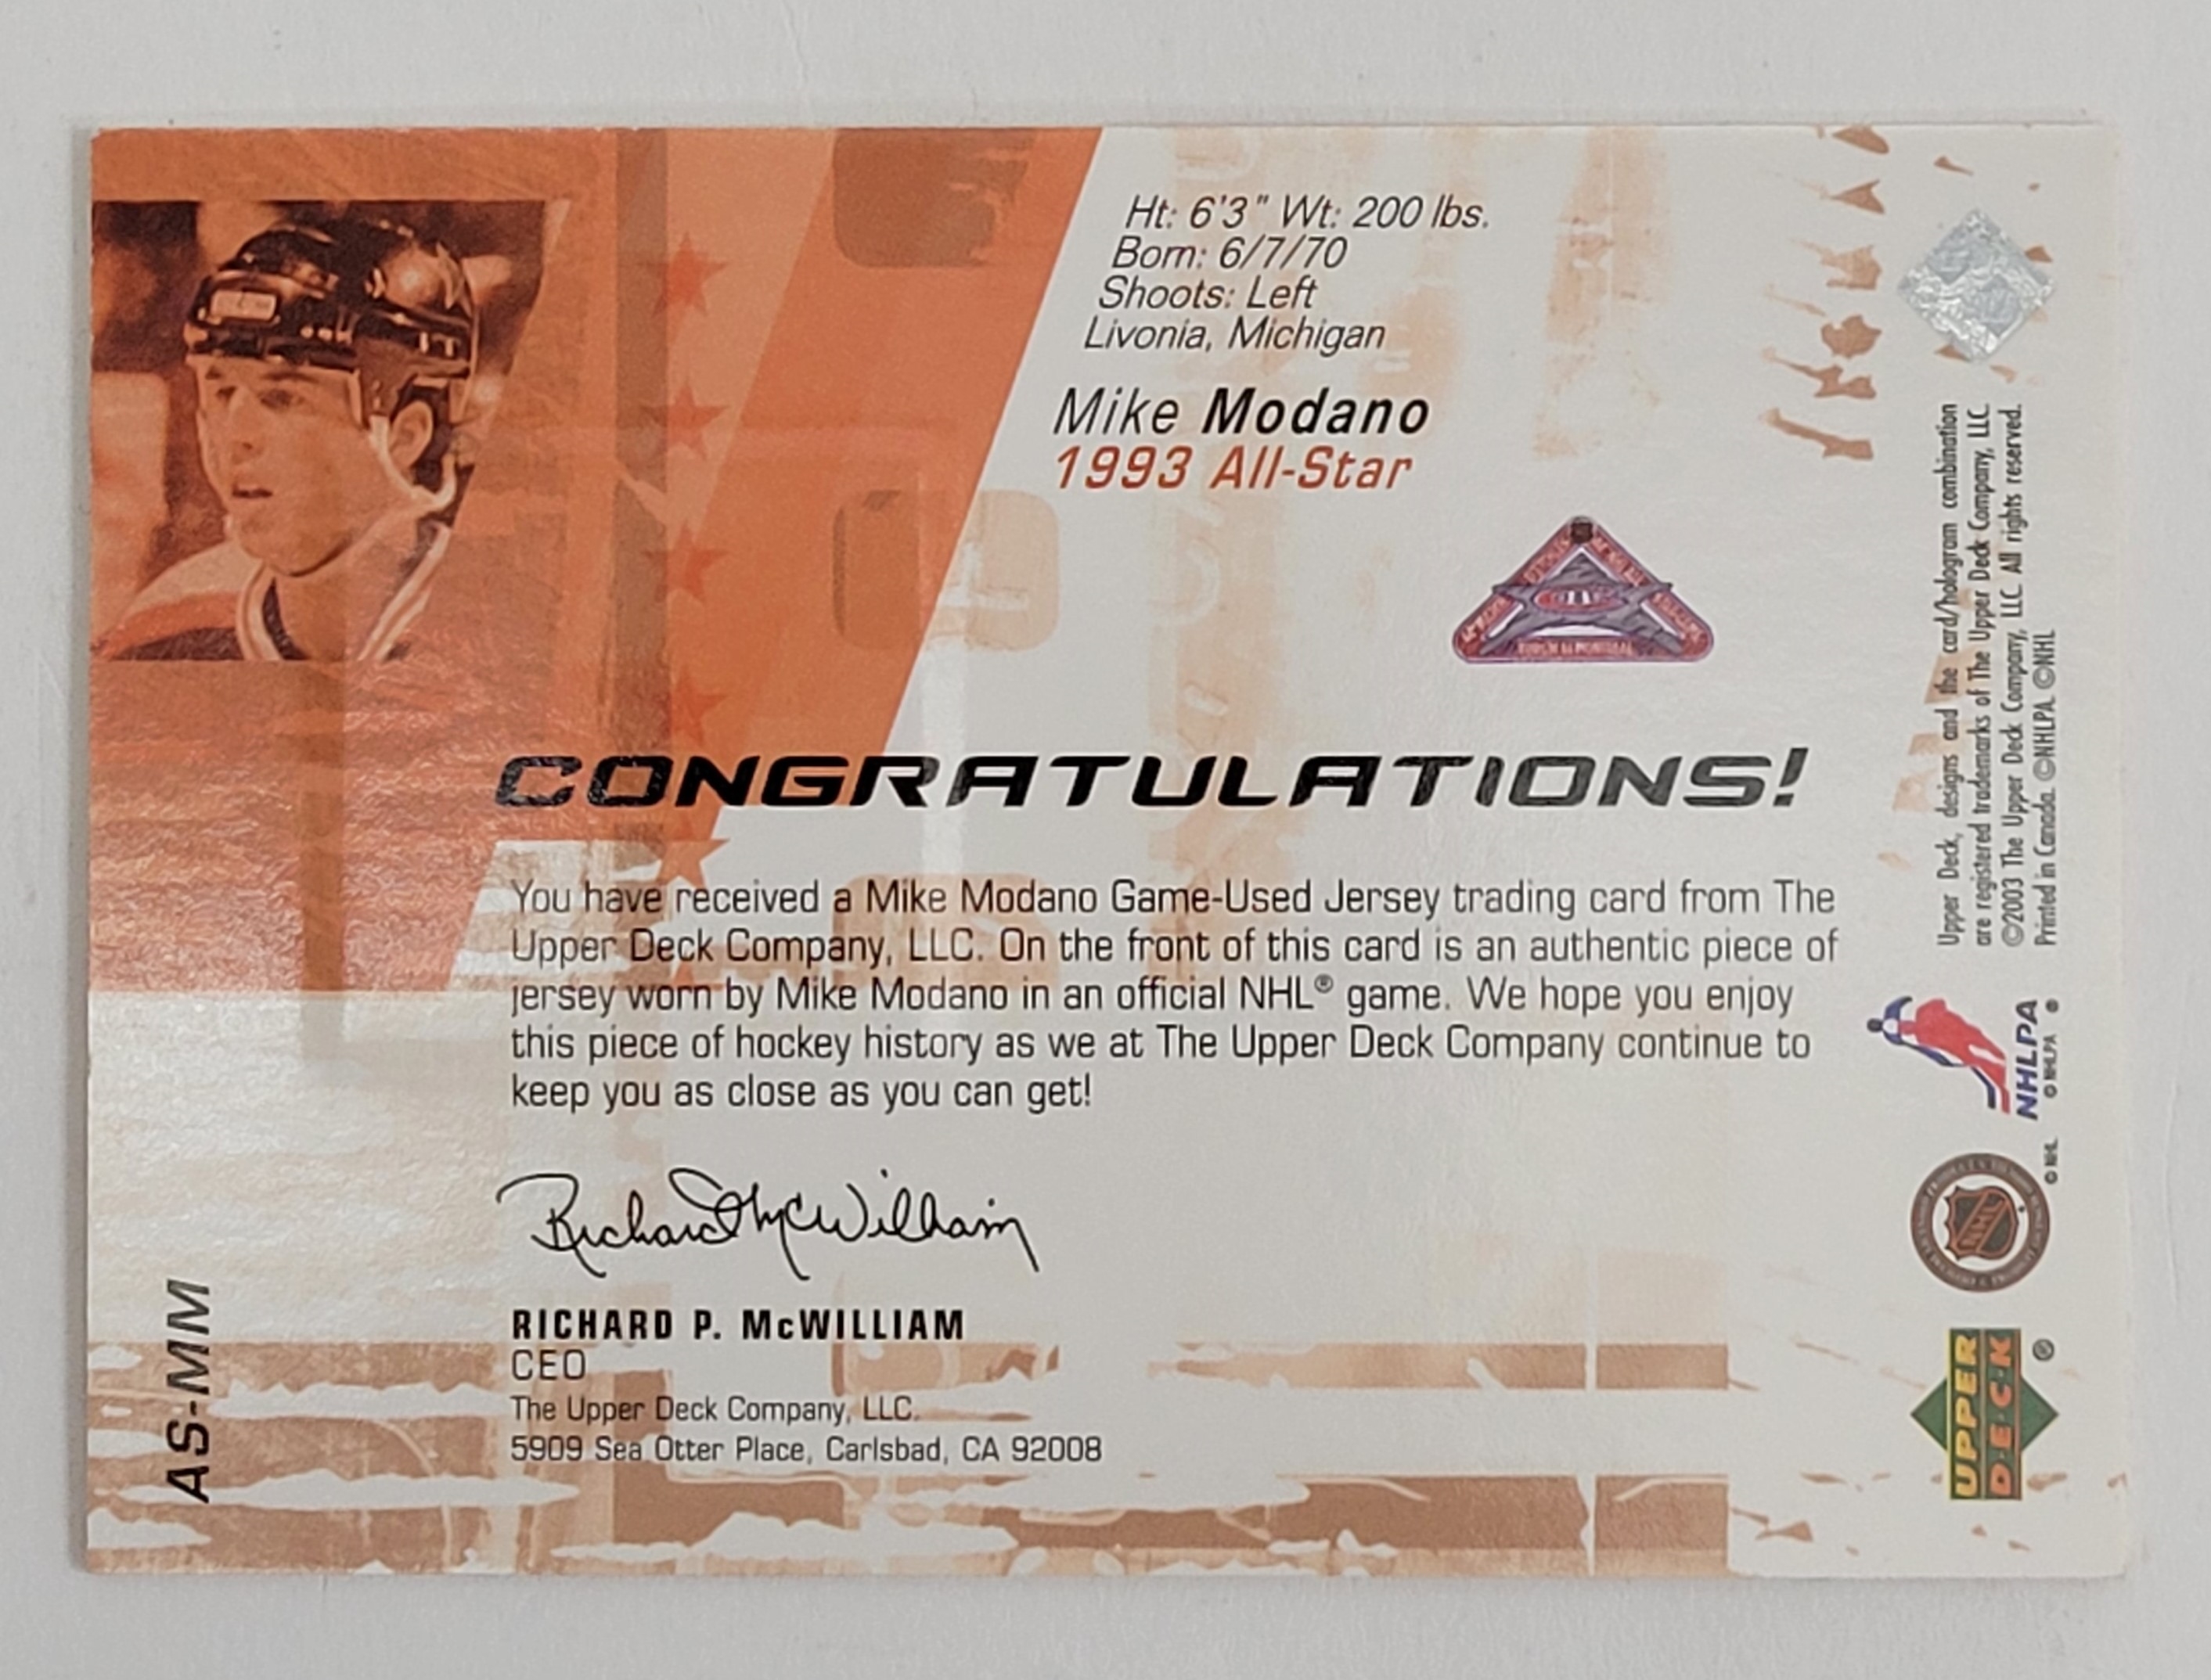 Ht: 6'3" Wt: 200 lbs.
Born: 6/7/70
Shoots: Left
Livonia, Michigan
Mike Modano
1993 All-Star
CONGRATULATIONS!
You have received a Mike Modano Game-Used Jersey trading card from The
Upper Deck Company, LLC. On the front of this card is an authentic piece of
jersey worn by Mike Modano in an official NHL® game. We hope you enjoy
this piece of hockey history as we at The Upper Deck Company continue to
keep you as close as you can get!
Richard McWilliam
RICHARD P. McWILLIAM
CEO
The Upper Deck Company, LLC.
5909 Sea Otter Place, Carlsbad, CA 92008
AS-MM
Upper Deck, designs and the card/hologram combination
are registered trademarks of The Upper Deck Company, LLC.
©2003 The Upper Deck Company, LLC. All rights reserved.
Printed in Canada. ©NHLPA. ©NHL
NHLPA ®
© NHLPA
© NHL
NHL
UPPER
DECK ®